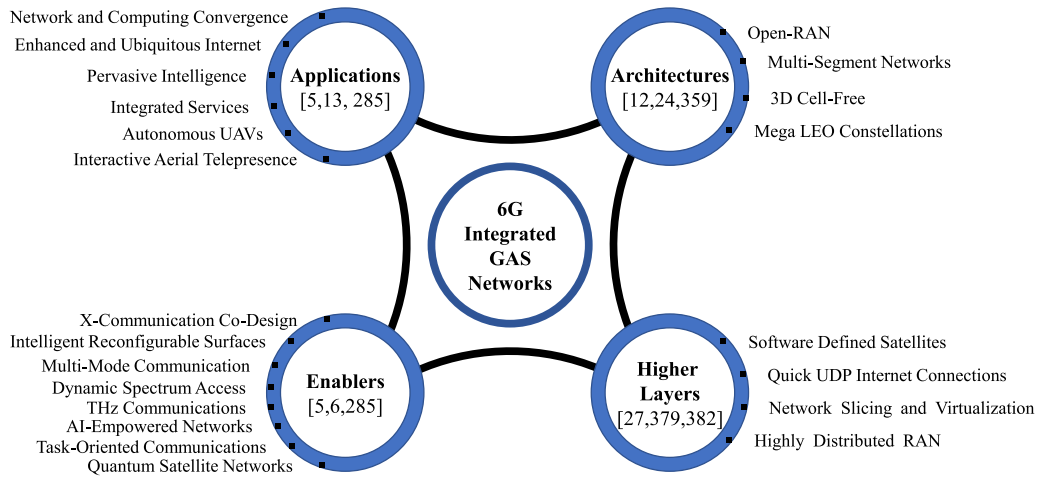 Network and Computing Convergence
Enhanced and Ubiquitous Internet
Pervasive Intelligence
Integrated Services
Autonomous UAVs
Interactive Aerial Telepresence
Applications
[5,13, 285]
Architectures
[12,24,359]
Open-RAN
Multi-Segment Networks
3D Cell-Free
Mega LEO Constellations
6G
Integrated
GAS
Networks
X-Communication Co-Design
Intelligent Reconfigurable Surfaces
Multi-Mode Communication
Dynamic Spectrum Access
THz Communications
AI-Empowered Networks
Task-Oriented Communications
Quantum Satellite Networks
Enablers
[5,6,285]
Higher
Layers
[27,379,382]
Software Defined Satellites
Quick UDP Internet Connections
Network Slicing and Virtualization
Highly Distributed RAN